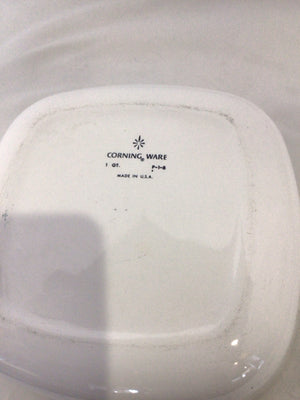 CORNING® WARE
1 QT. P-1-B
MADE IN U.S.A.